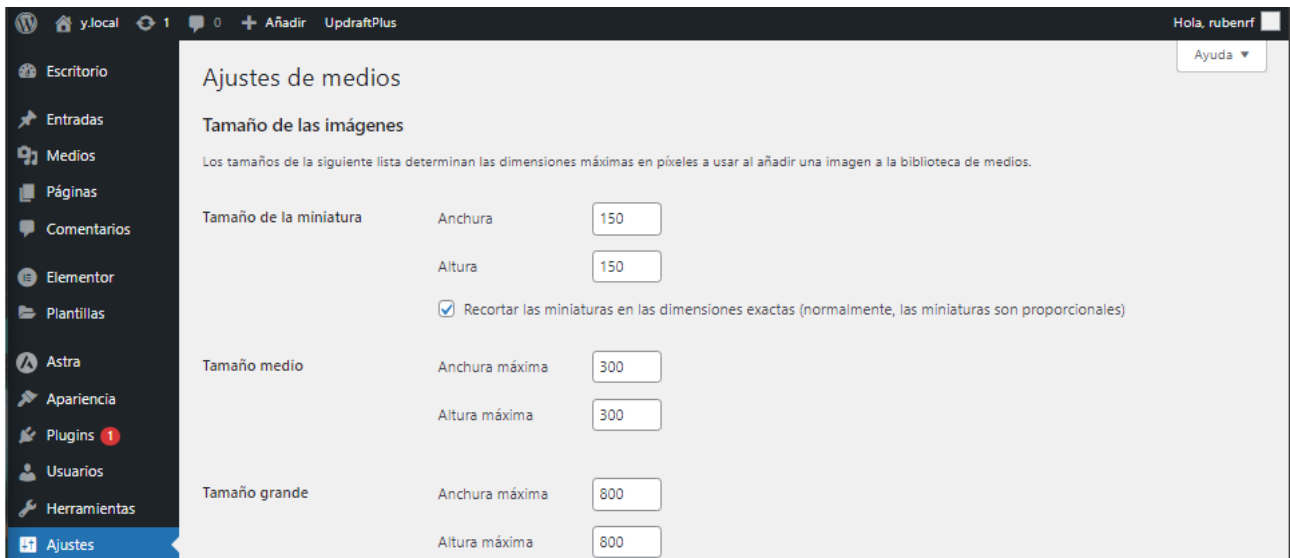 y.local 1 0 Añadir UpdraftPlus Hola, rubenrf
Ayuda
Escritorio
Entradas
Medios
Páginas
Comentarios
Elementor
Plantillas
Astra
Apariencia
Plugins 1
Usuarios
Herramientas
Ajustes
Ajustes de medios
Tamaño de las imágenes
Los tamaños de la siguiente lista determinan las dimensiones máximas en píxeles a usar al añadir una imagen a la biblioteca de medios.
Tamaño de la miniatura Anchura 150
Altura 150
Recortar las miniaturas en las dimensiones exactas (normalmente, las miniaturas son proporcionales)
Tamaño medio Anchura máxima 300
Altura máxima 300
Tamaño grande Anchura máxima 800
Altura máxima 800